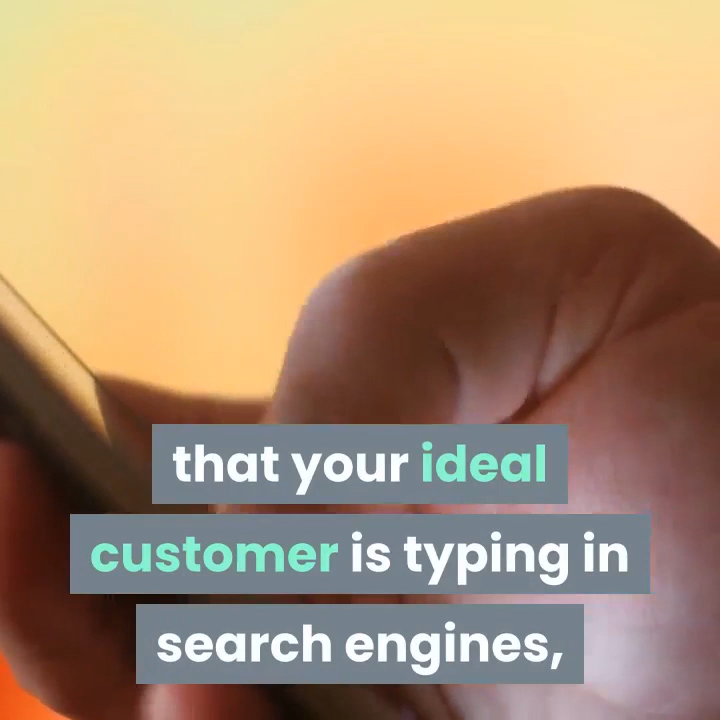 that your ideal
customer is typing in
search engines,